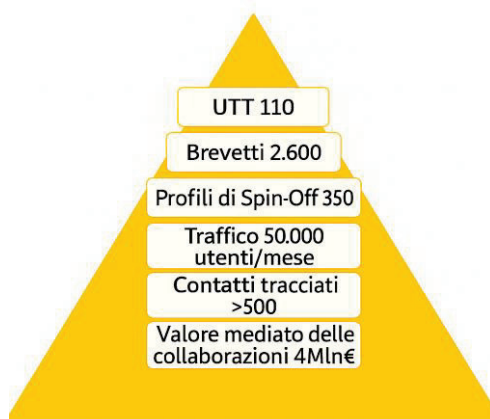 UTT 110
Brevetti 2.600
Profili di Spin-Off 350
Traffico 50.000
utenti/mese
Contatti tracciati
>500
Valore mediato delle
collaborazioni 4Mln€